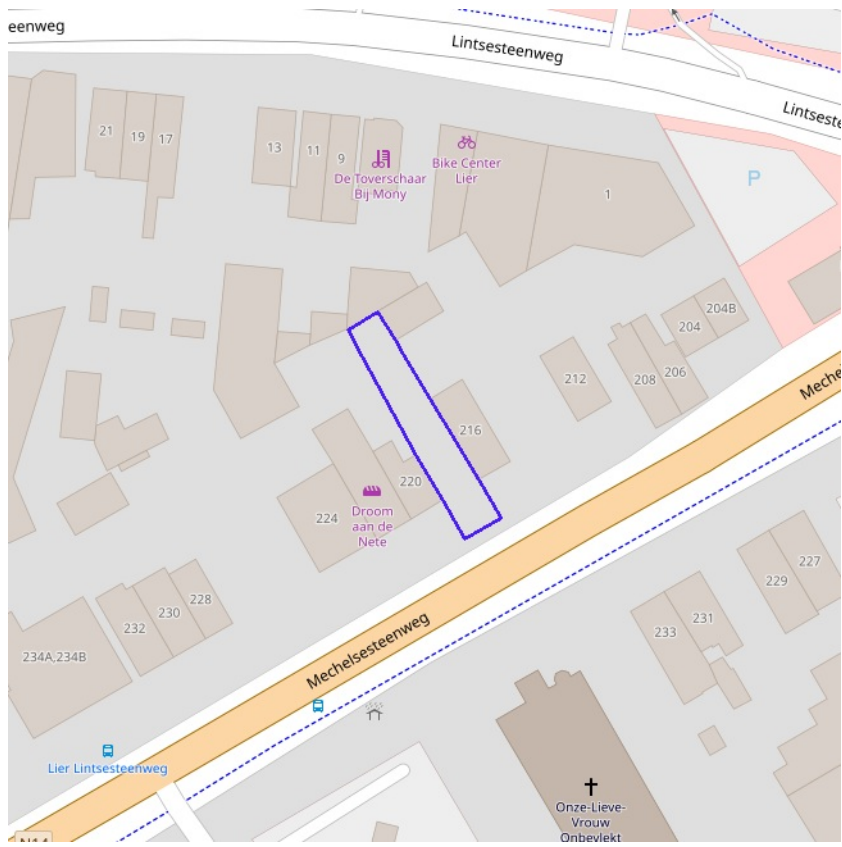 eenweg
Lintsesteenweg
Lintseste
21
19
17
13
11
9
De Toverschaar
Bij Mony
Bike Center
Lier
1
P
204B
204
212
208
206
Meche
216
220
224
Droom
aan de
Nete
227
229
228
230
232
231
233
234A,234B
Mechelsesteenweg
Lier Lintsesteenweg
Onze-Lieve-
Vrouw
Onbevlekt
N14